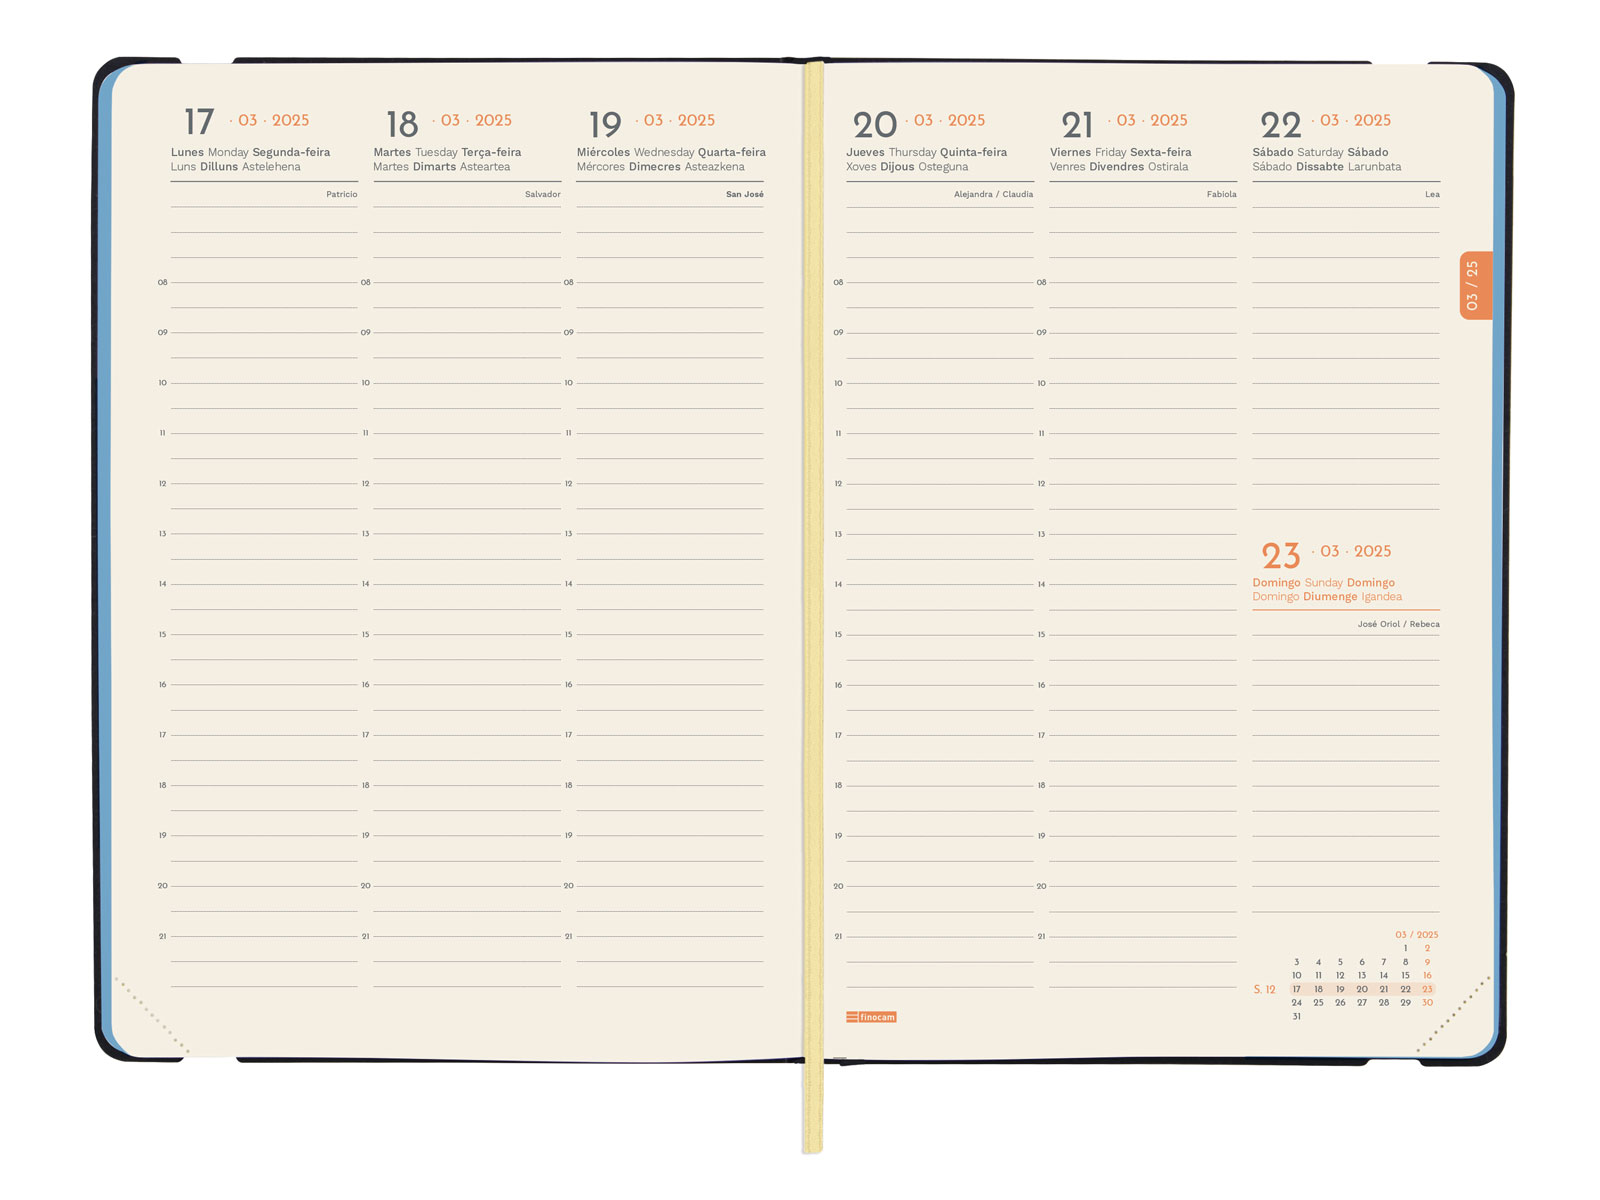 17 · 03 · 2025
Lunes Monday Segunda-feira
Luns Dilluns Astelehena
Patricio
08
09
10
11
12
13
14
15
16
17
18
19
20
21
18 · 03 · 2025
Martes Tuesday Terça-feira
Martes Dimarts Asteartea
Salvador
08
09
10
11
12
13
14
15
16
17
18
19
20
21
19 · 03 · 2025
Miércoles Wednesday Quarta-feira
Mércores Dimecres Asteazkena
San José
08
09
10
11
12
13
14
15
16
17
18
19
20
21
20 · 03 · 2025
Jueves Thursday Quinta-feira
Xoves Dijous Osteguna
Alejandra / Claudia
08
09
10
11
12
13
14
15
16
17
18
19
20
21
finocam
21 · 03 · 2025
Viernes Friday Sexta-feira
Venres Divendres Ostirala
Fabiola
08
09
10
11
12
13
14
15
16
17
18
19
20
21
22 · 03 · 2025
Sábado Saturday Sábado
Sábado Dissabte Larunbata
Lea
23 · 03 · 2025
Domingo Sunday Domingo
Domingo Diumenge Igandea
José Oriol / Rebeca
03 / 2025
1 2
3 4 5 6 7 8 9
10 11 12 13 14 15 16
S. 12 17 18 19 20 21 22 23
24 25 26 27 28 29 30
31
03 / 25